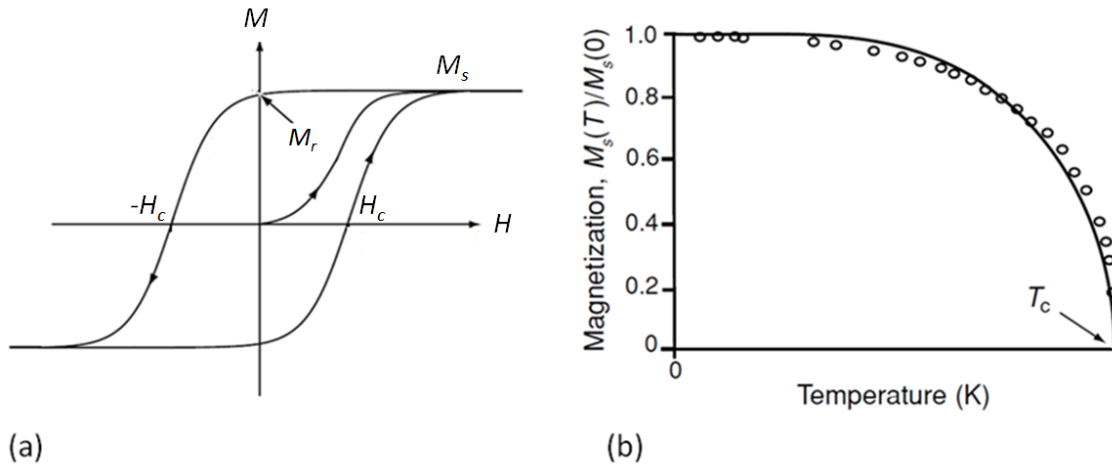 M
M_s
M_r
-H_c
H_c
H
(a)
Magnetization, M_s(T)/M_s(0)
1.0
0.8
0.6
0.4
0.2
0
0
T_c
Temperature (K)
(b)